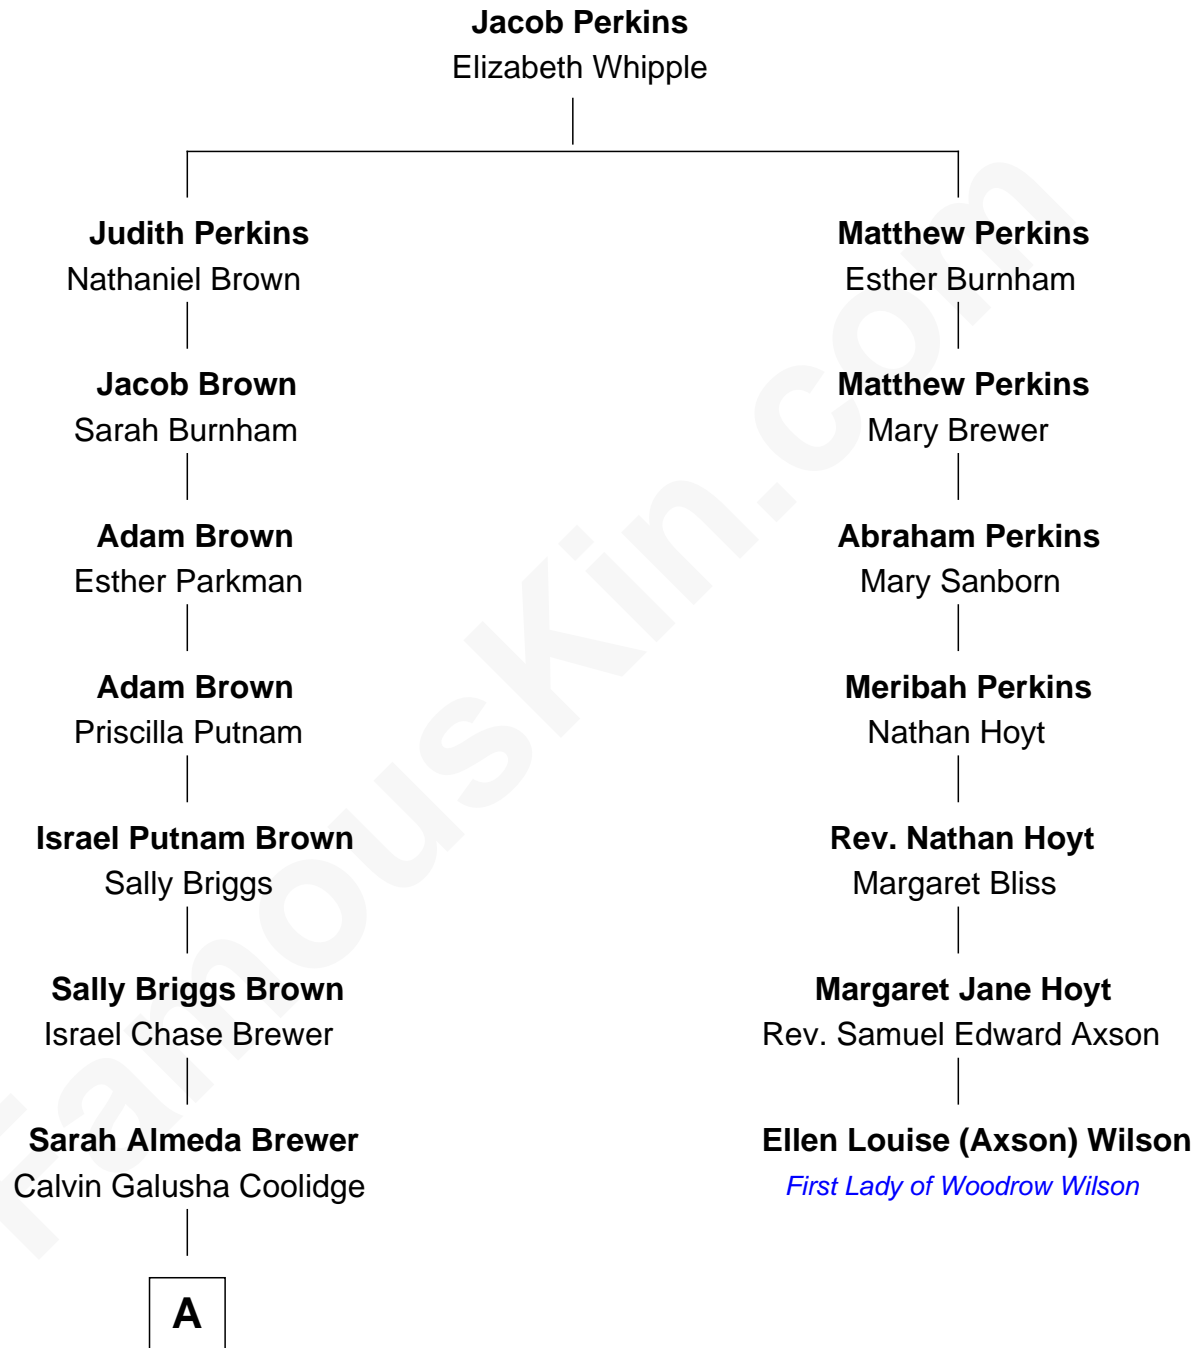 Jacob Perkins
Elizabeth Whipple
Judith Perkins
Nathaniel Brown
Matthew Perkins
Esther Burnham
Jacob Brown
Sarah Burnham
Matthew Perkins
Mary Brewer
Adam Brown
Esther Parkman
Abraham Perkins
Mary Sanborn
Adam Brown
Priscilla Putnam
Meribah Perkins
Nathan Hoyt
Israel Putnam Brown
Sally Briggs
Rev. Nathan Hoyt
Margaret Bliss
Sally Briggs Brown
Israel Chase Brewer
Margaret Jane Hoyt
Rev. Samuel Edward Axson
Sarah Almeda Brewer
Calvin Galusha Coolidge
Ellen Louise (Axson) Wilson
First Lady of Woodrow Wilson
A
FamousKin.com